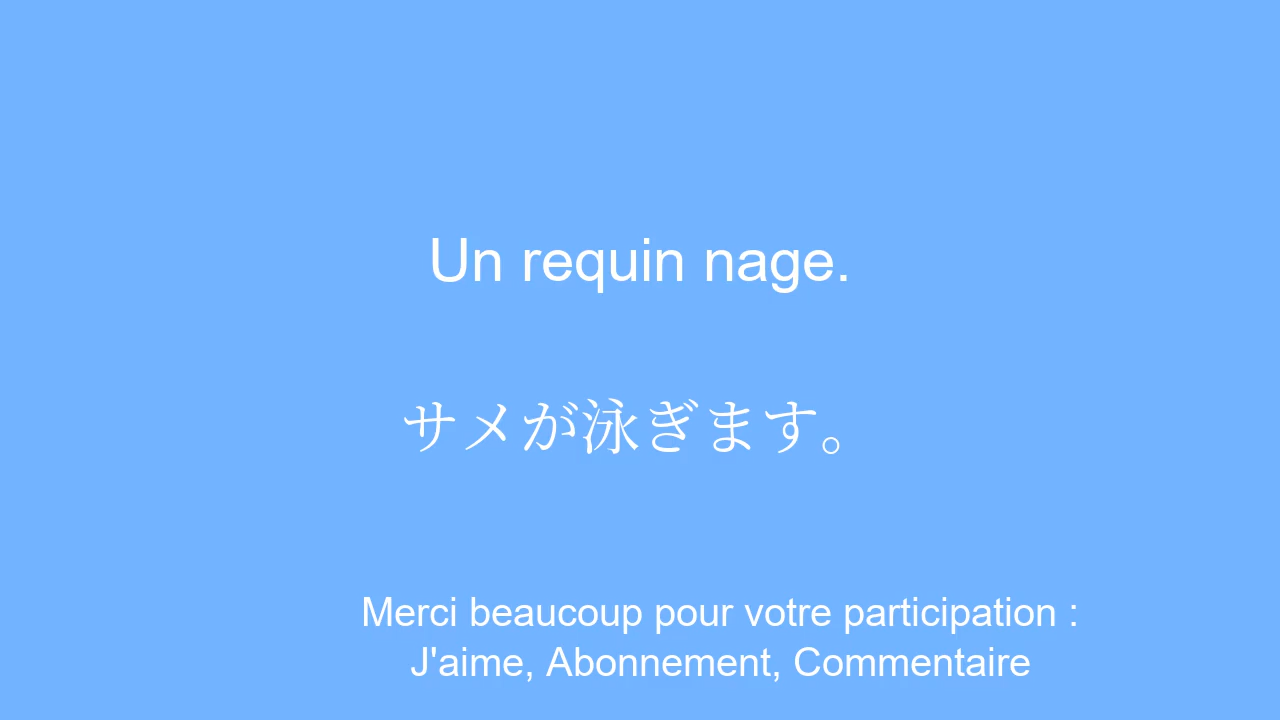 Un requin nage.
サメが泳ぎます。
Merci beaucoup pour votre participation :
J'aime, Abonnement, Commentaire